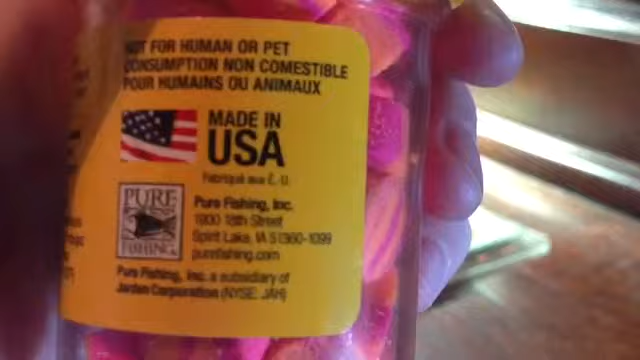 NOT FOR HUMAN OR PET
CONSUMPTION NON COMESTIBLE
POUR HUMAINS OU ANIMAUX
MADE IN
USA
Fabriqué aux É.-U.
PURE
FISHING
Pure Fishing, Inc.
1900 18th Street
Spirit Lake, IA 51360-1099
purefishing.com
Pure Fishing, Inc. a subsidiary of
Jarden Corporation (NYSE: JAH)